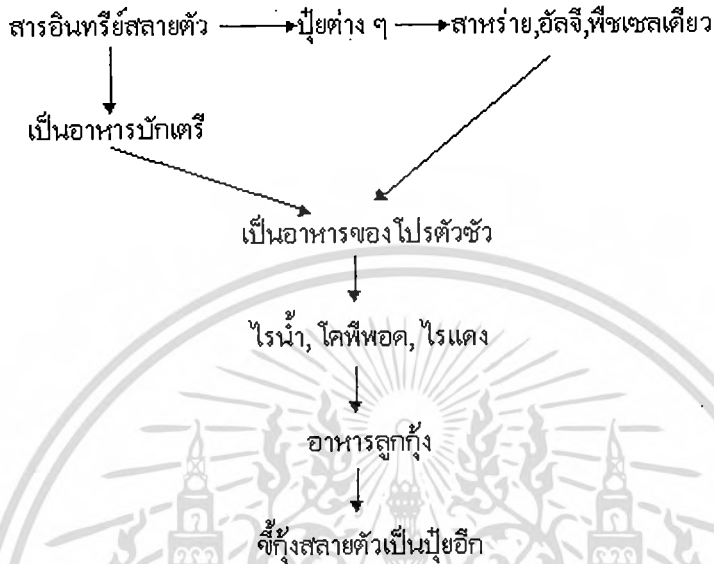 สารอินทรีย์สลายตัว ปุ๋ยต่าง ๆ สาหร่าย,อัลจี,พืชเซลเดียว
เป็นอาหารบักเตรี
เป็นอาหารของโปรตัวซัว
ไรน้ำ, โคพีพอด, ไรแดง
อาหารลูกกุ้ง
ขี้กุ้งสลายตัวเป็นปุ๋ยอีก